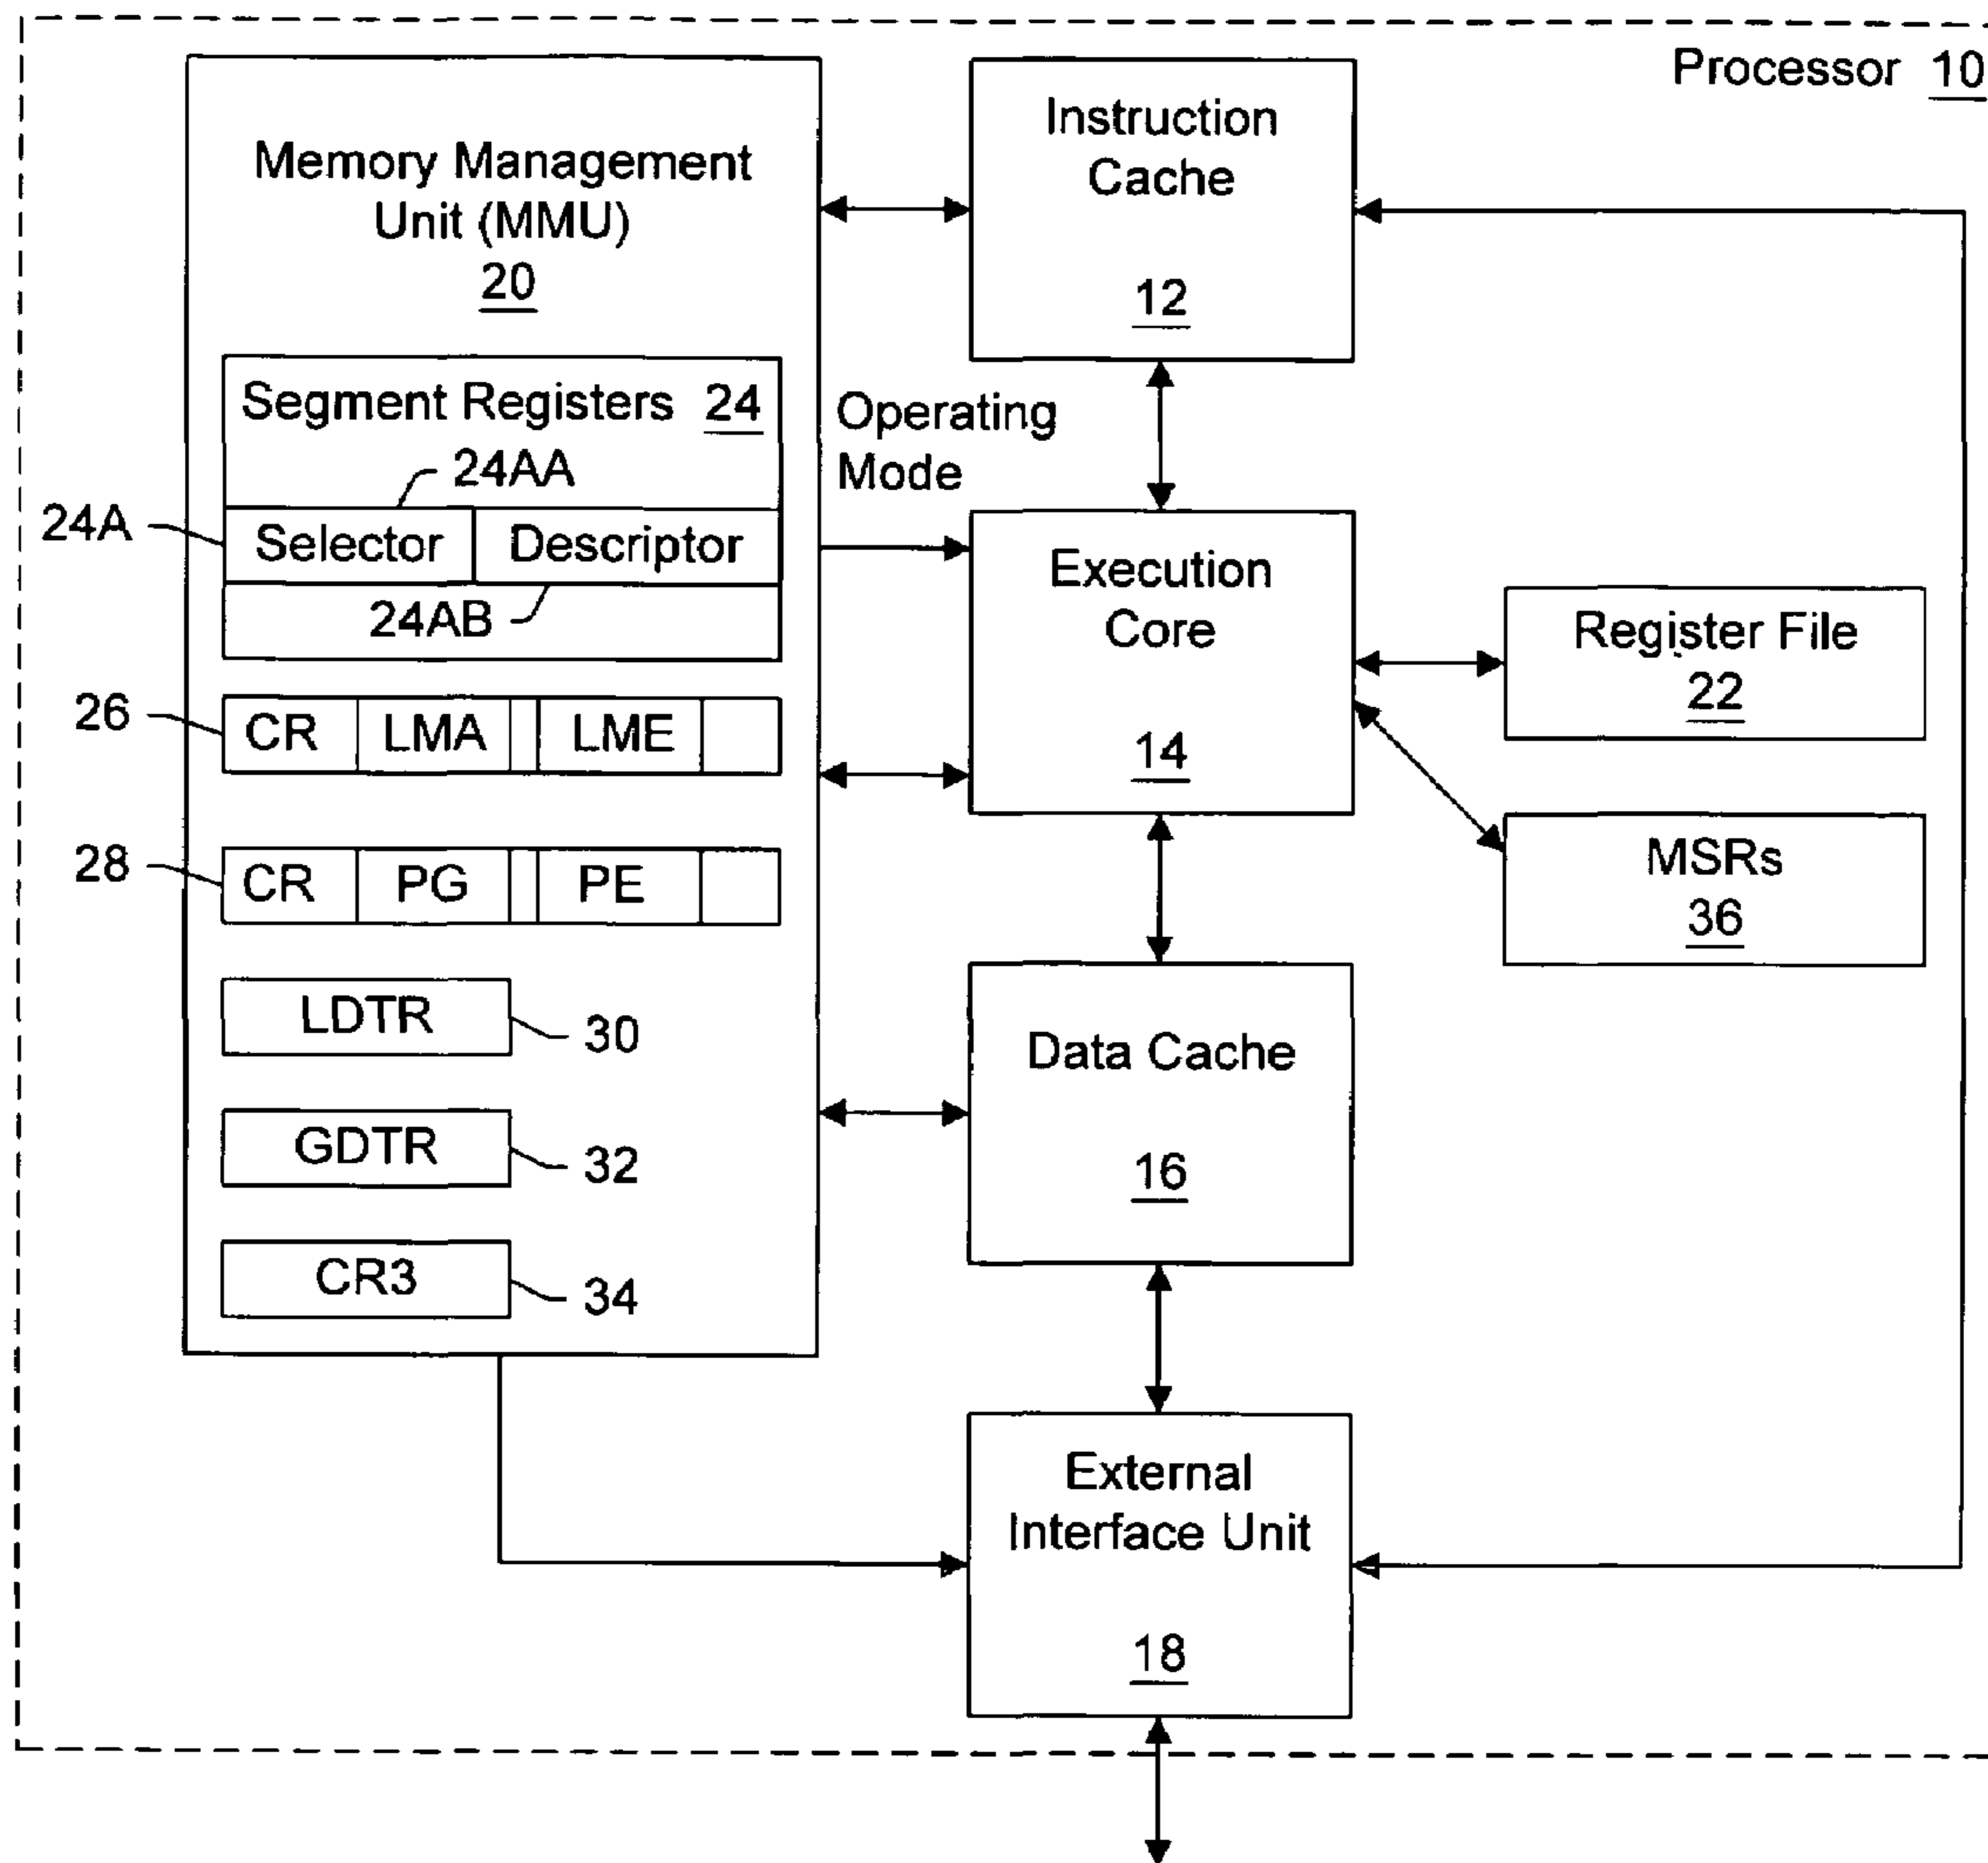 Processor 10
Memory Management
Unit (MMU)
20
Segment Registers 24
24AA
24A
Selector
Descriptor
24AB
26
CR
LMA
LME
28
CR
PG
PE
LDTR
30
GDTR
32
CR3
34
Instruction
Cache
12
Operating
Mode
Execution
Core
14
Register File
22
MSRs
36
Data Cache
16
External
Interface Unit
18